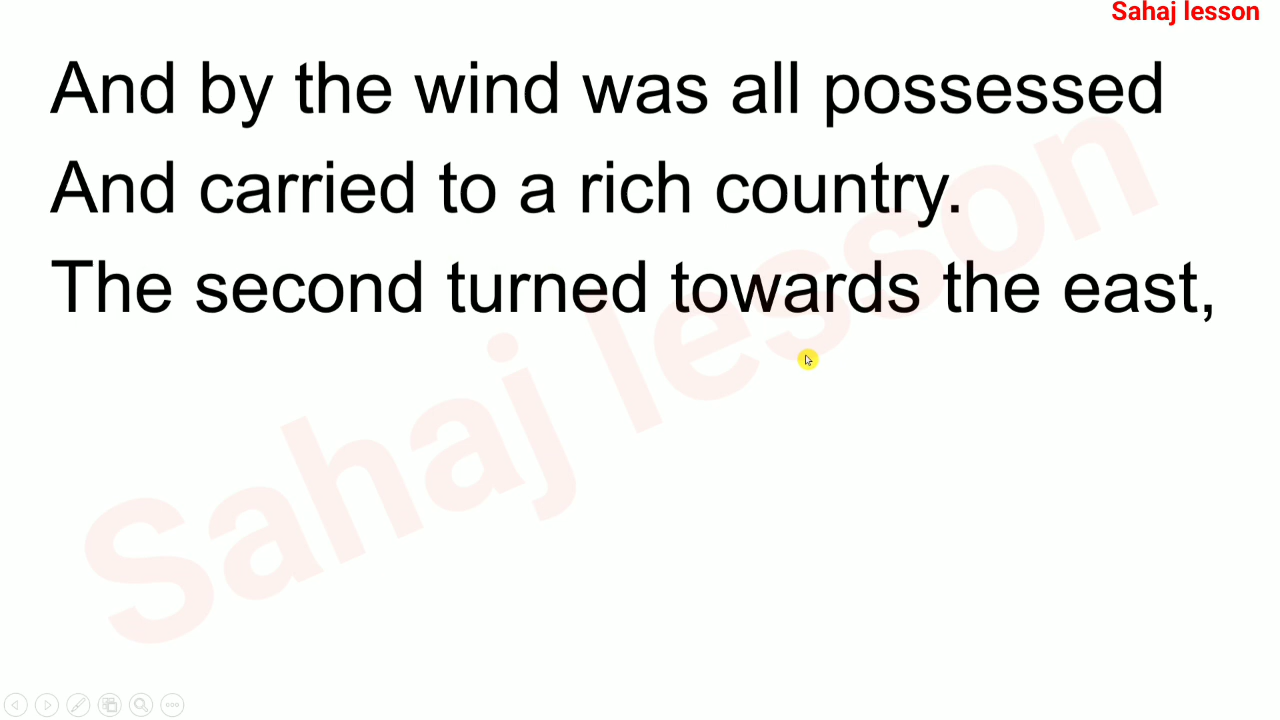 Sahaj lesson
And by the wind was all possessed
And carried to a rich country.
The second turned towards the east,
Sahaj lesson